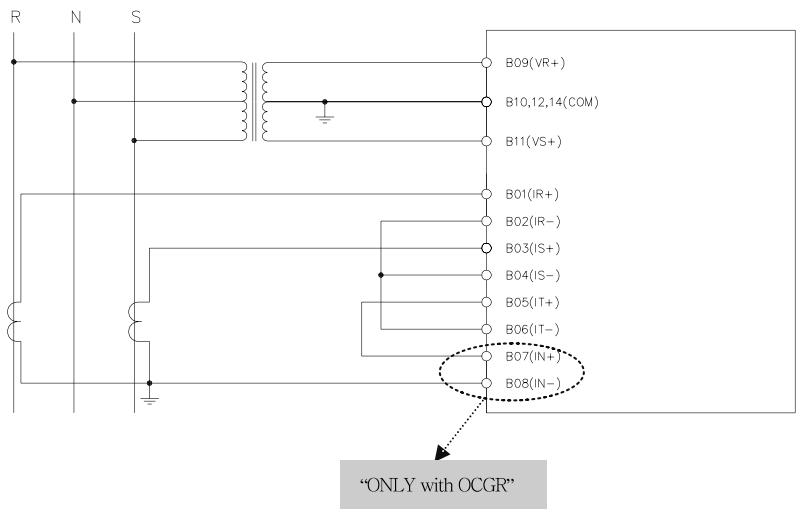 R N S
B09(VR+)
B10,12,14(COM)
B11(VS+)
B01(IR+)
B02(IR-)
B03(IS+)
B04(IS-)
B05(IT+)
B06(IT-)
B07(IN+)
B08(IN-)
“ONLY with OCGR”